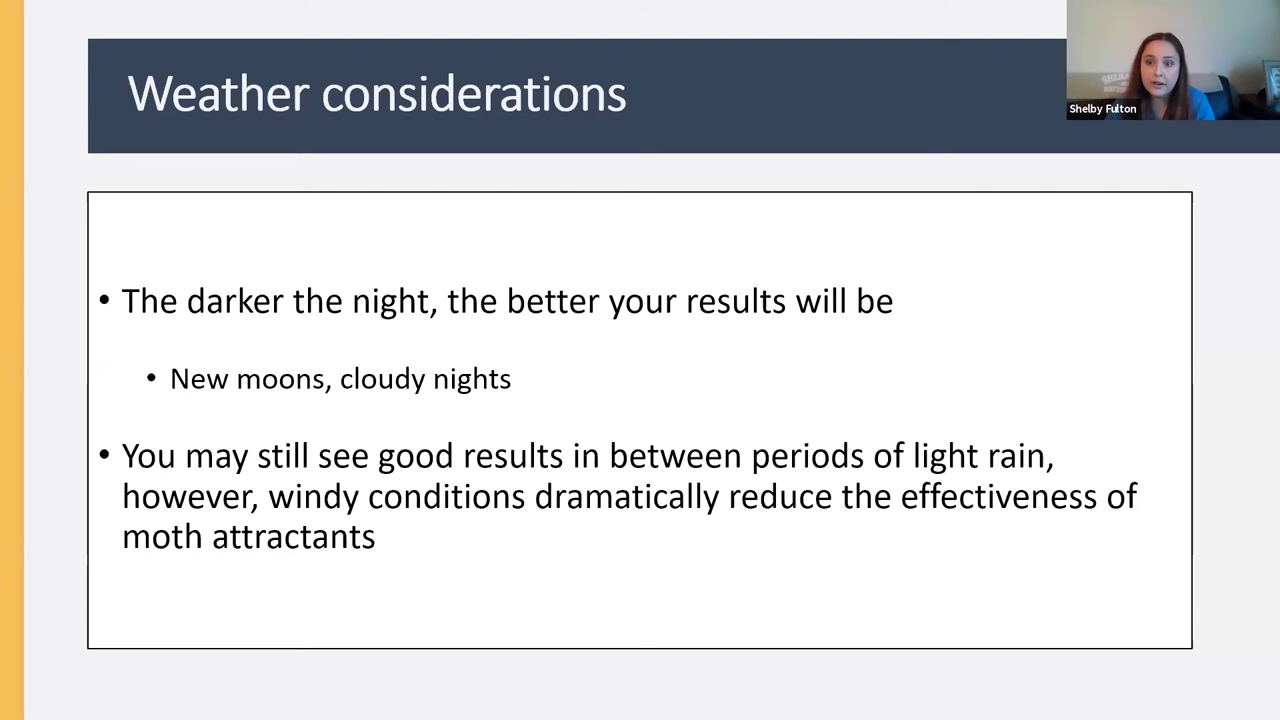 Weather considerations
Shelby Fulton
• The darker the night, the better your results will be
• New moons, cloudy nights
• You may still see good results in between periods of light rain,
however, windy conditions dramatically reduce the effectiveness of
moth attractants